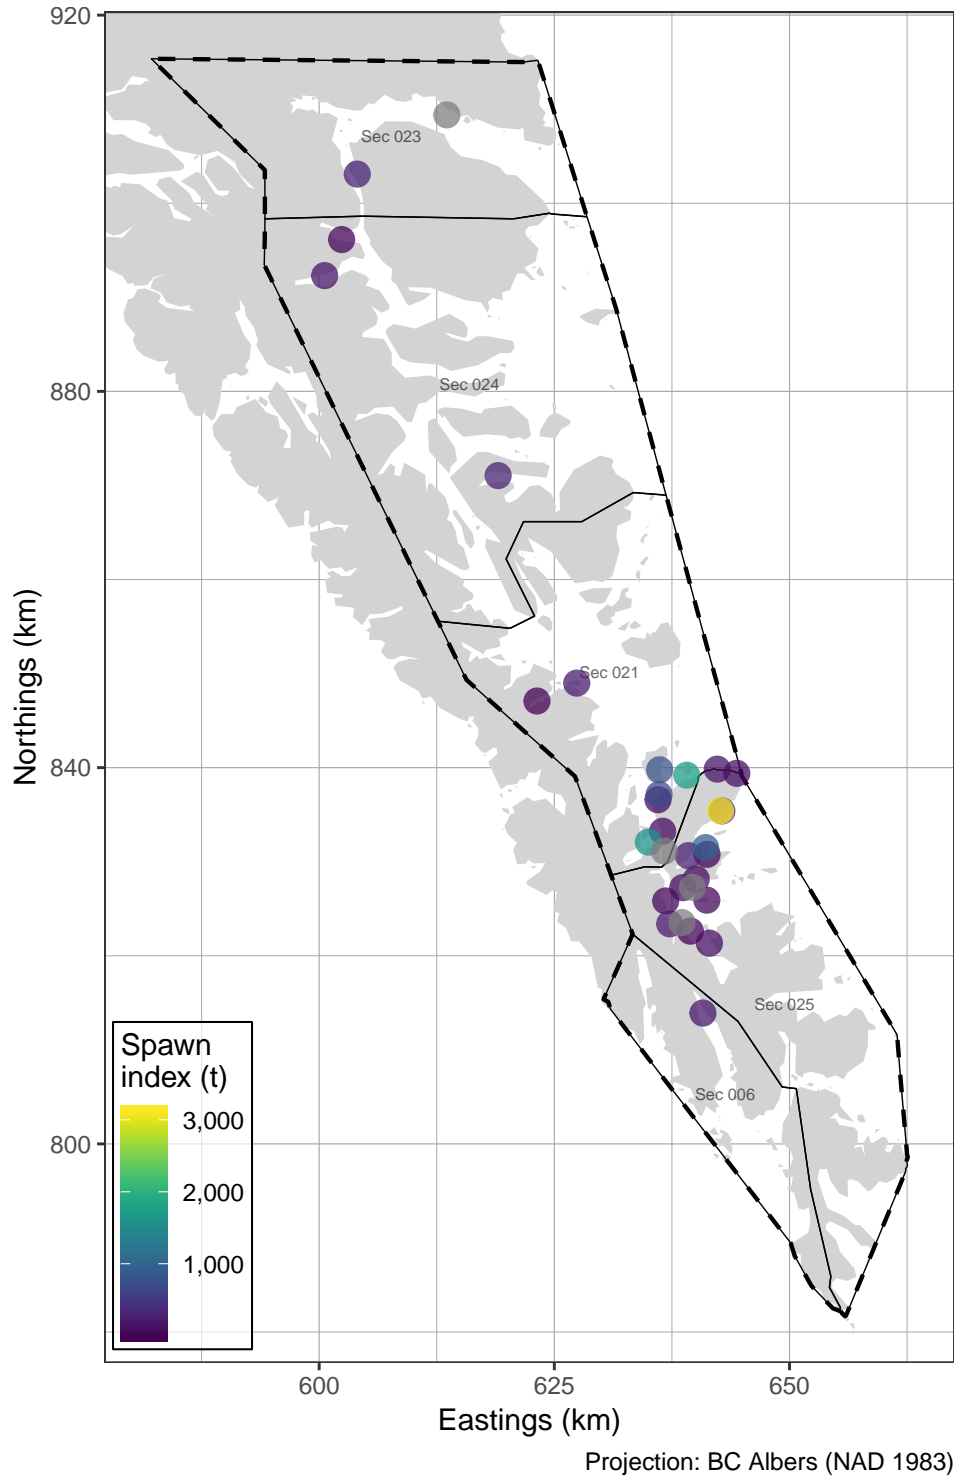 920
Sec 023
880
Sec 024
Sec 021
840
Sec 025
Sec 006
800
Northings (km)
Spawn
index (t)
3,000
2,000
1,000
600
625
650
Eastings (km)
Projection: BC Albers (NAD 1983)